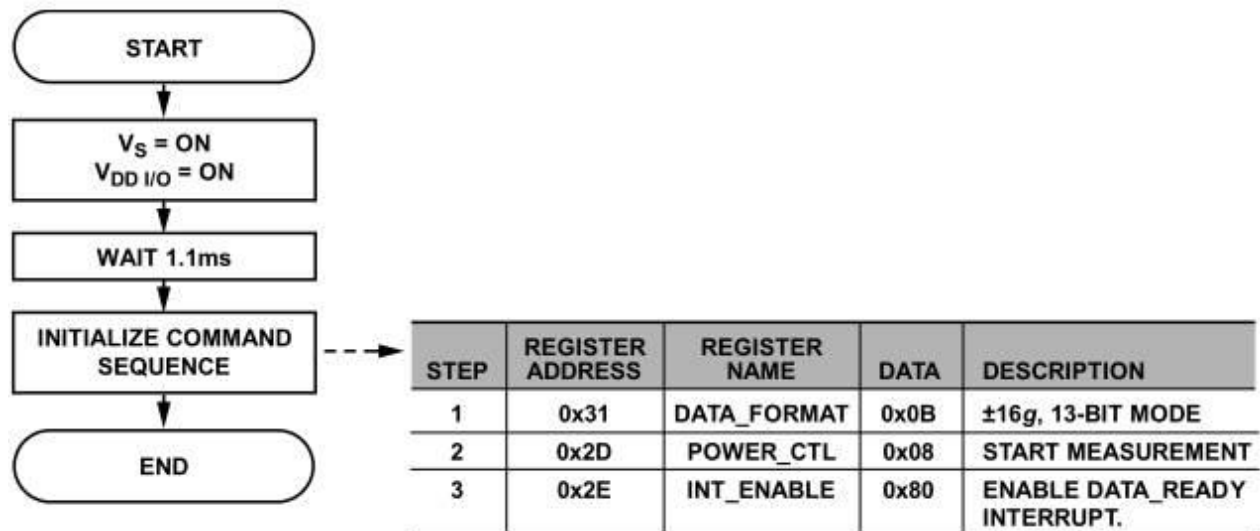 START
VS = ON
VDD I/O = ON
WAIT 1.1ms
INITIALIZE COMMAND
SEQUENCE
END
STEP REGISTER ADDRESS REGISTER NAME DATA DESCRIPTION
1 0x31 DATA_FORMAT 0x0B ±16g, 13-BIT MODE
2 0x2D POWER_CTL 0x08 START MEASUREMENT
3 0x2E INT_ENABLE 0x80 ENABLE DATA_READY
INTERRUPT.